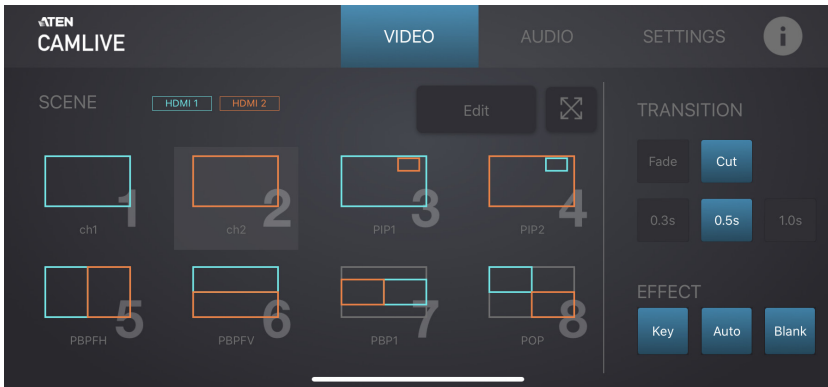 ATEN
CAMLIVE
VIDEO
AUDIO
SETTINGS
i
SCENE
HDMI 1
HDMI 2
Edit
TRANSITION
Fade
Cut
0.3s
0.5s
1.0s
1
ch1
2
ch2
3
PIP1
4
PIP2
5
PBPFH
6
PBPFV
7
PBP1
8
POP
EFFECT
Key
Auto
Blank